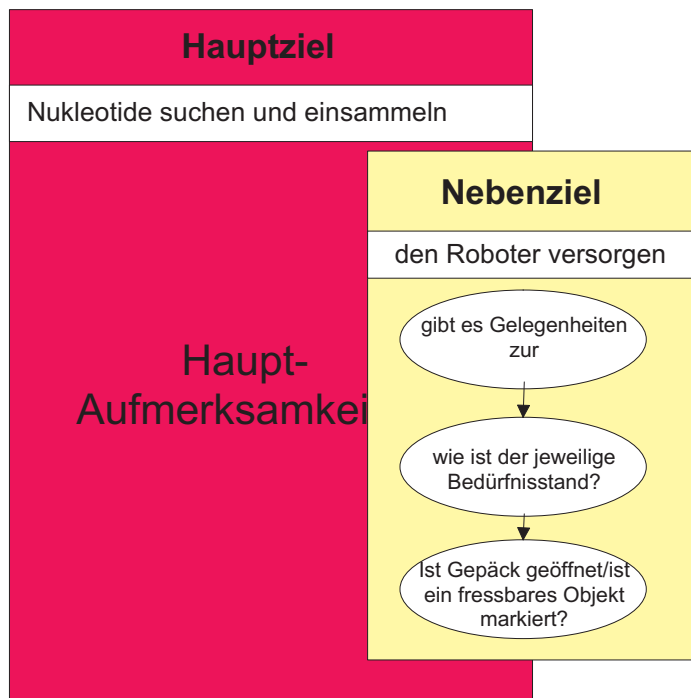 Hauptziel
Nukleotide suchen und einsammeln
Haupt-
Aufmerksamkei
Nebenziel
den Roboter versorgen
gibt es Gelegenheiten
zur
wie ist der jeweilige
Bedürfnisstand?
Ist Gepäck geöffnet/ist
ein fressbares Objekt
markiert?